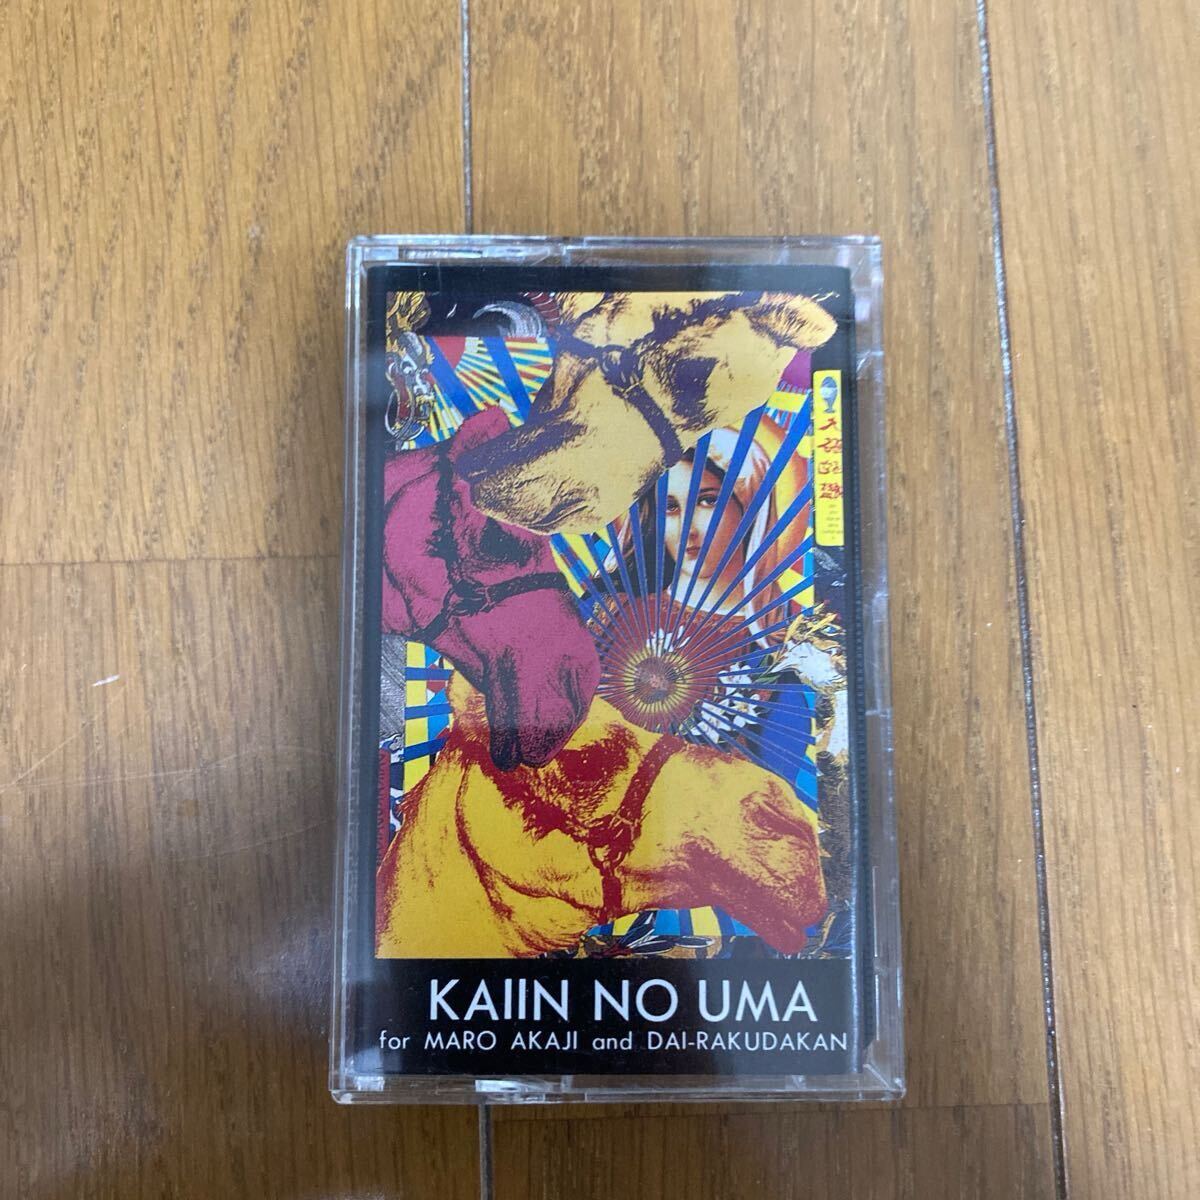 KAIIN NO UMA
for MARO AKAJI and DAI-RAKUDAKAN